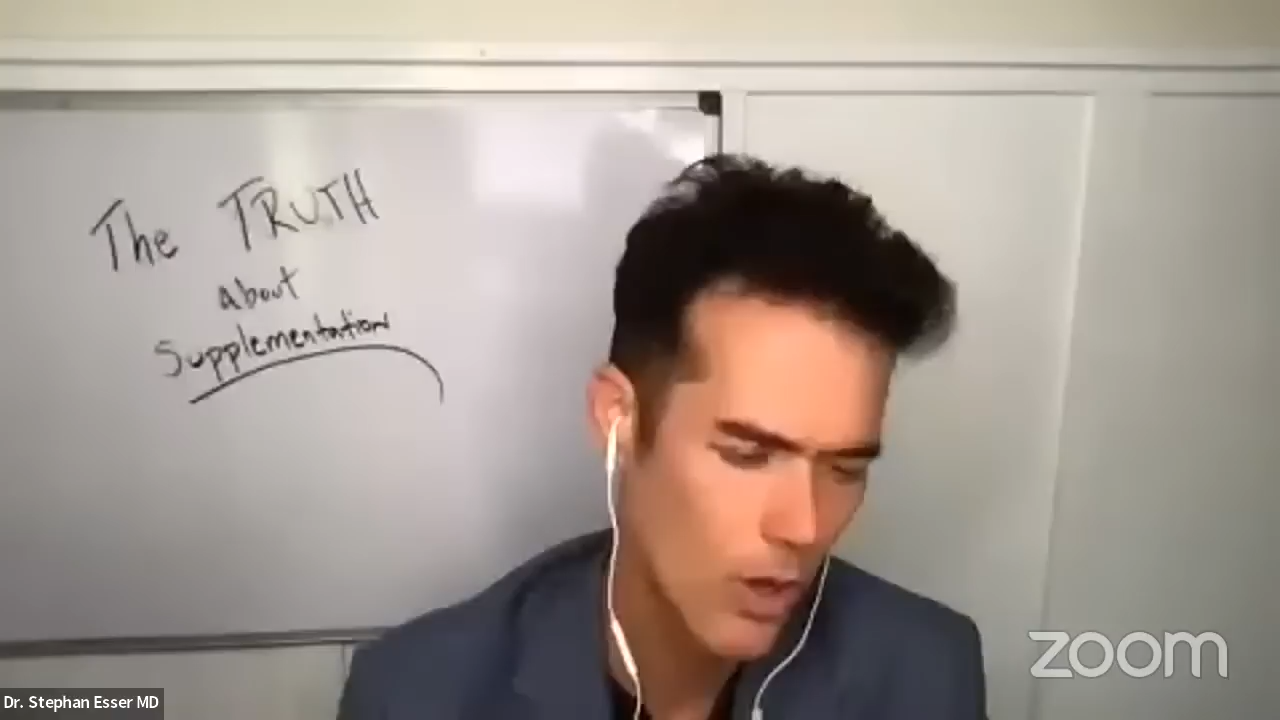 The TRUTH
about
Supplementation
zoom
Dr. Stephan Esser MD